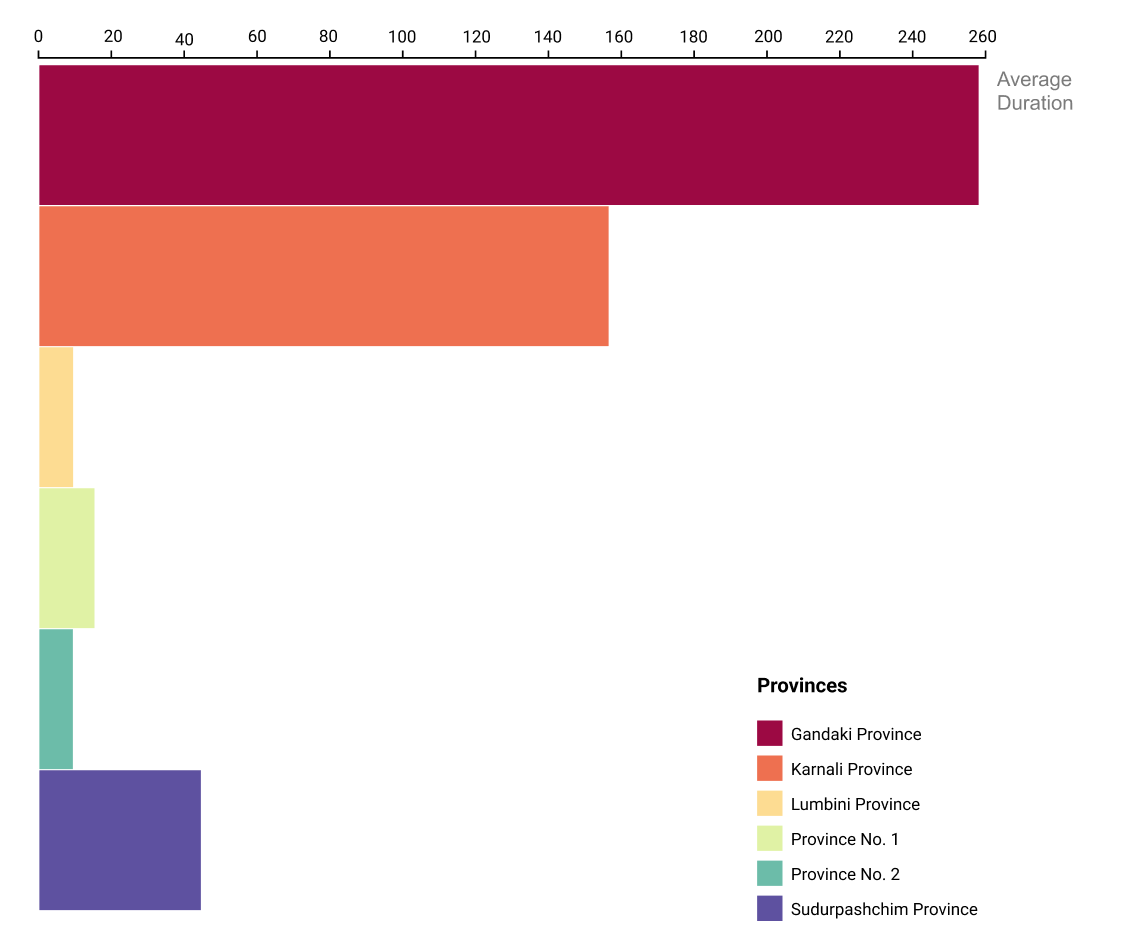 0 20 40 60 80 100 120 140 160 180 200 220 240 260
Average
Duration
Provinces
Gandaki Province
Karnali Province
Lumbini Province
Province No. 1
Province No. 2
Sudurpashchim Province